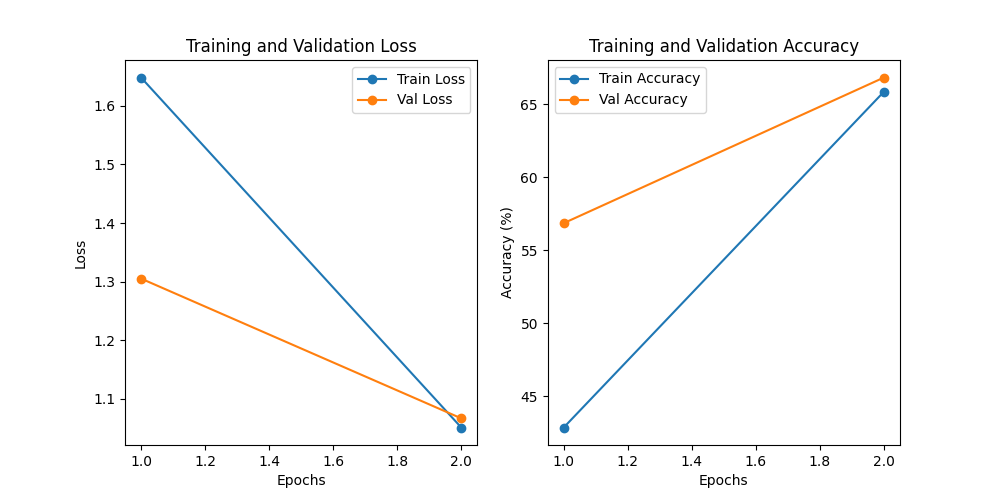 Training and Validation Loss
Train Loss
Val Loss
1.6
1.5
1.4
1.3
1.2
1.1
Loss
1.0 1.2 1.4 1.6 1.8 2.0
Epochs
Training and Validation Accuracy
Train Accuracy
Val Accuracy
65
60
55
50
45
Accuracy (%)
1.0 1.2 1.4 1.6 1.8 2.0
Epochs